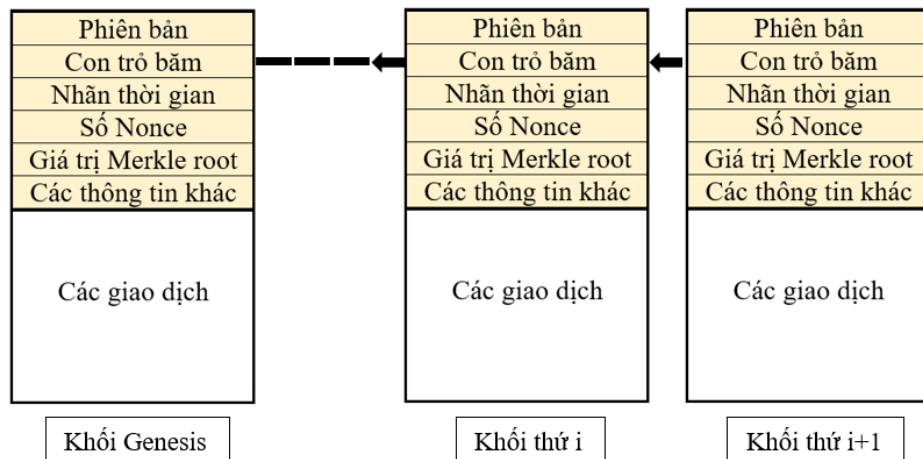 Phiên bản
Con trỏ băm
Nhãn thời gian
Số Nonce
Giá trị Merkle root
Các thông tin khác
Các giao dịch
Khối Genesis
Phiên bản
Con trỏ băm
Nhãn thời gian
Số Nonce
Giá trị Merkle root
Các thông tin khác
Các giao dịch
Khối thứ i
Phiên bản
Con trỏ băm
Nhãn thời gian
Số Nonce
Giá trị Merkle root
Các thông tin khác
Các giao dịch
Khối thứ i+1